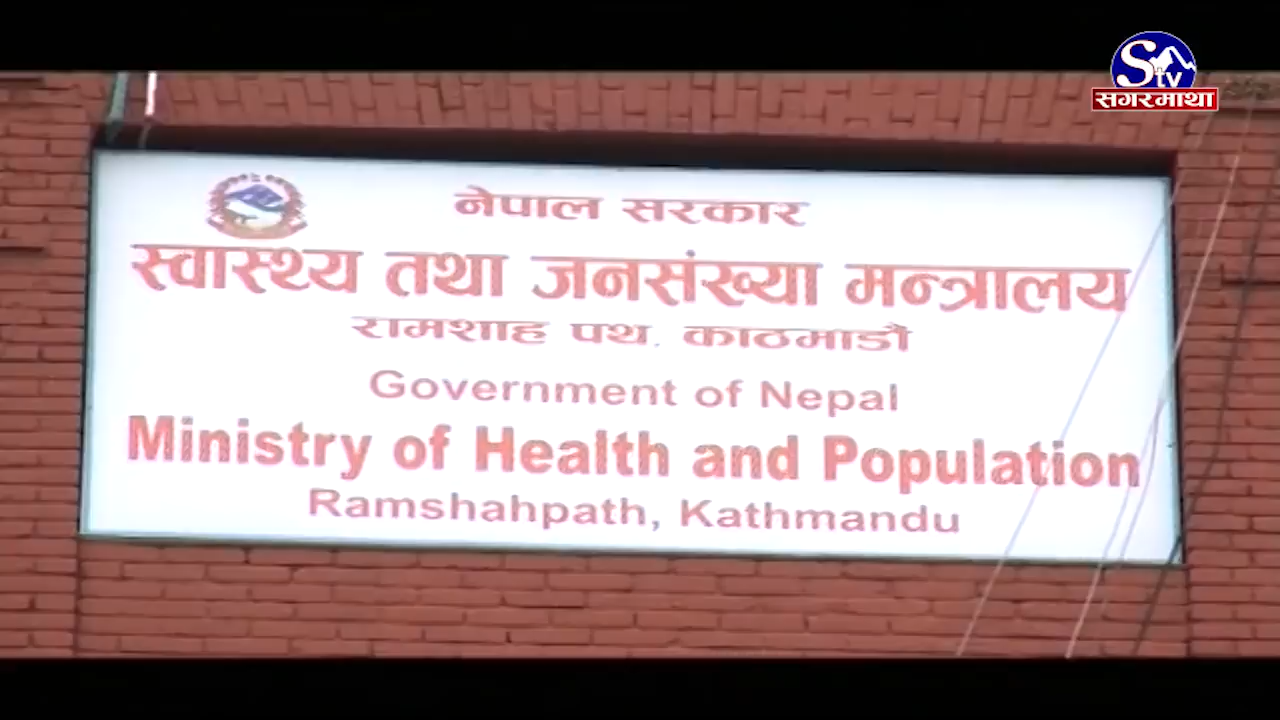 STV
सगरमाथा
नेपाल सरकार
स्वास्थ्य तथा जनसंख्या मन्त्रालय
रामशाह पथ, काठमाडौं
Government of Nepal
Ministry of Health and Population
Ramshahpath, Kathmandu